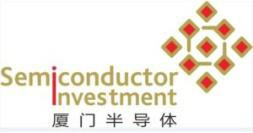 Semiconductor
investment
厦门半导体